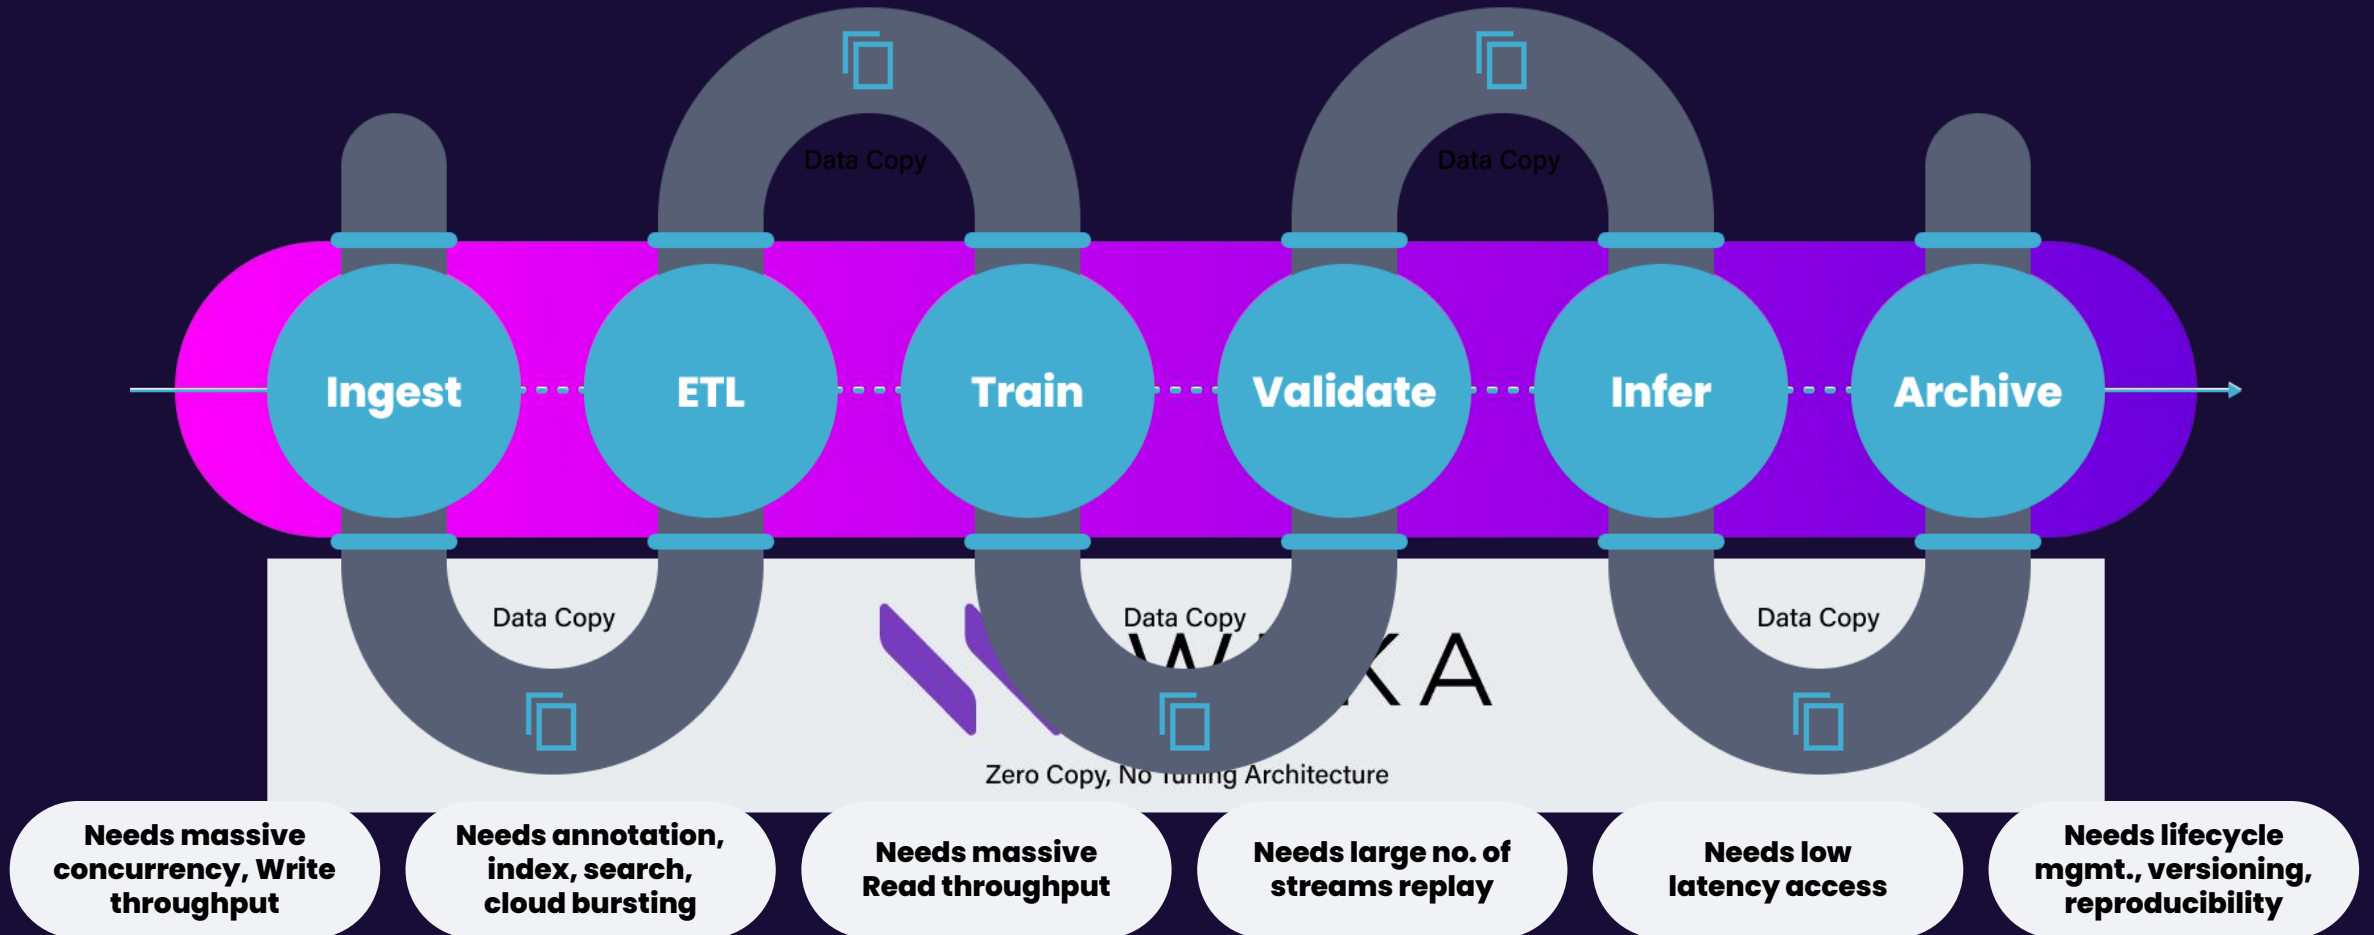 Data Copy
Data Copy
Ingest
ETL
Train
Validate
Infer
Archive
Data Copy
Data Copy
Data Copy
Zero Copy, No Tuning Architecture
Needs massive
concurrency, Write
throughput
Needs annotation,
index, search,
cloud bursting
Needs massive
Read throughput
Needs large no. of
streams replay
Needs low
latency access
Needs lifecycle
mgmt., versioning,
reproducibility